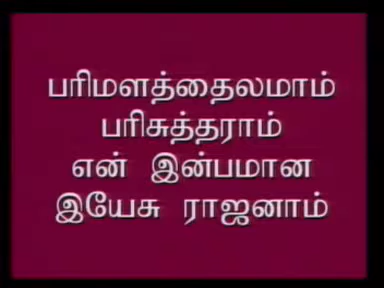 பரிமளத்தைலமாம்
பரிசுத்தராம்
என் இன்பமான
இயேசு ராஜனாம்